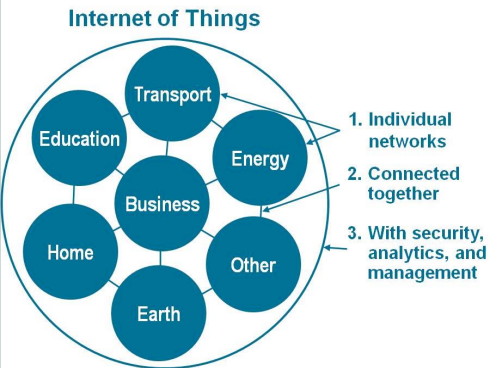 Internet of Things
Transport
Education
Energy
Business
Home
Other
Earth
1. Individual
networks
2. Connected
together
3. With security,
analytics, and
management